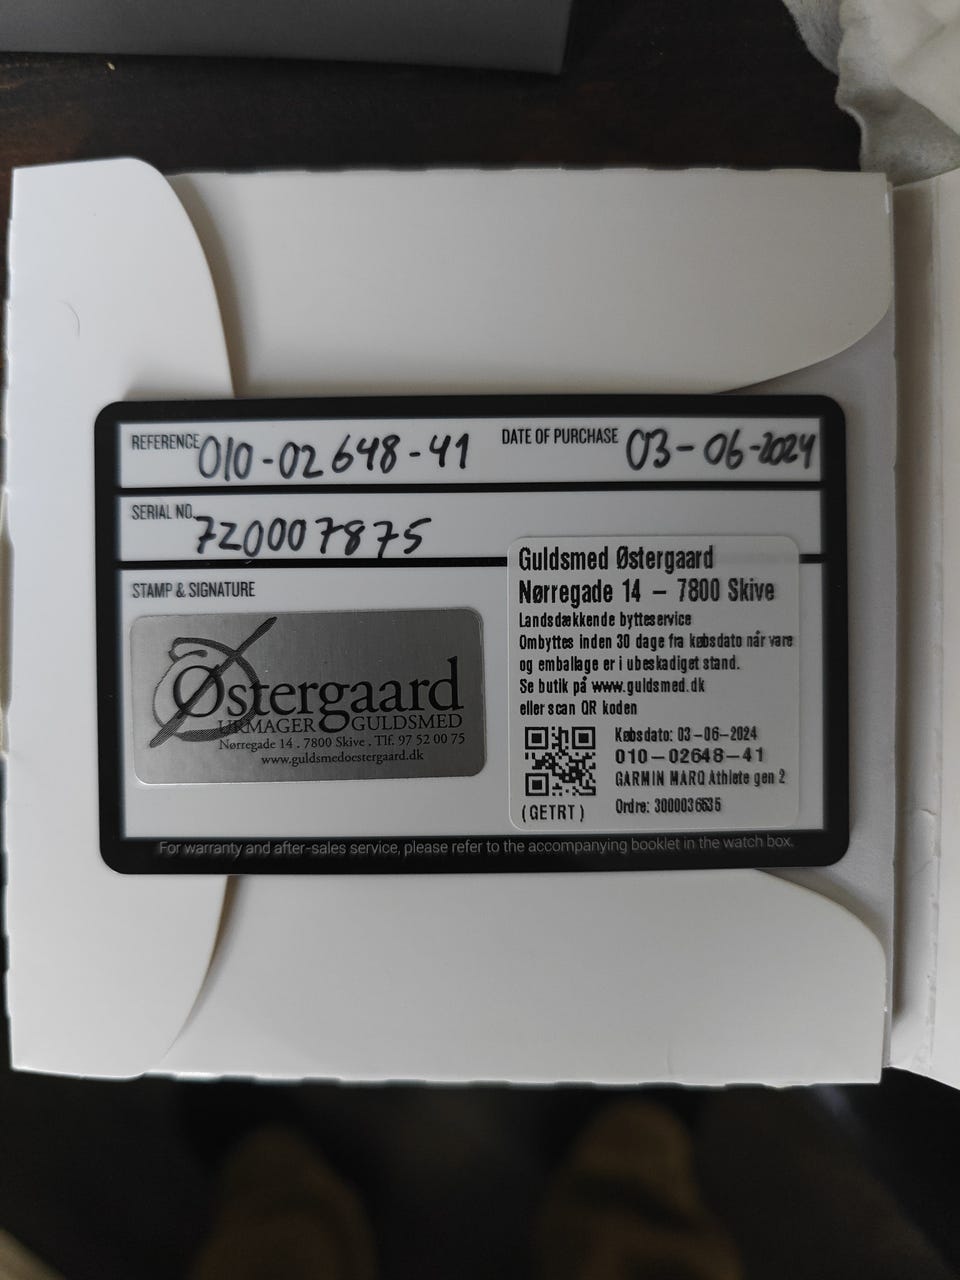 REFERENCE 010-02648-41 DATE OF PURCHASE 03-06-2024
SERIAL NO. 7Z0007875
STAMP & SIGNATURE
Østergaard
URMAGER GULDSMED
Nørregade 14 . 7800 Skive . Tlf. 97 52 00 75
www.guldsmedoestergaard.dk
Guldsmed Østergaard
Nørregade 14 – 7800 Skive
Landsdækkende bytteservice
Ombyttes inden 30 dage fra købsdato når vare
og emballage er i ubeskadiget stand.
Se butik på www.guldsmed.dk
eller scan QR koden
Købsdato: 03-06-2024
010-02648-41
GARMIN MARQ Athlete gen 2
Ordre: 3000036535
(GETRT)
For warranty and after-sales service, please refer to the accompanying booklet in the watch box.